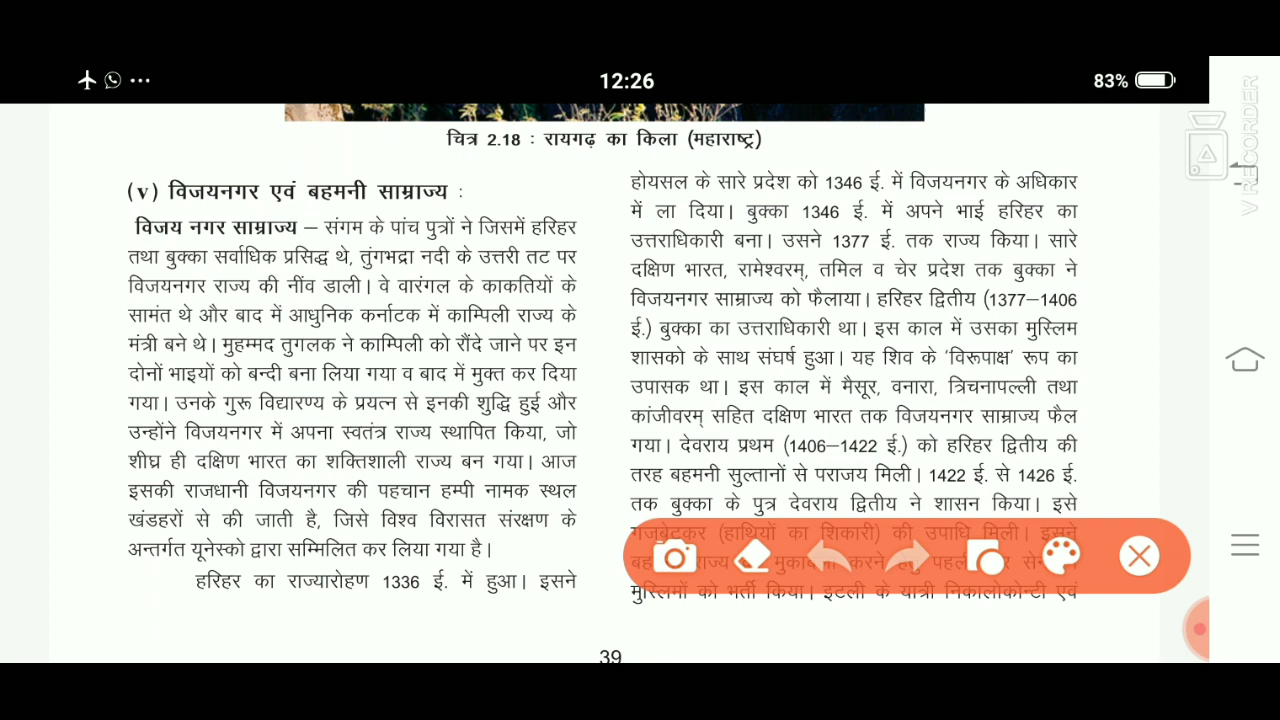 12:26
83%
चित्र 2.18 : रायगढ़ का किला (महाराष्ट्र)
(v) विजयनगर एवं बहमनी साम्राज्य :
विजय नगर साम्राज्य – संगम के पांच पुत्रों ने जिसमें हरिहर
तथा बुक्का सर्वाधिक प्रसिद्ध थे, तुंगभद्रा नदी के उत्तरी तट पर
विजयनगर राज्य की नींव डाली। वे वारंगल के काकतियों के
सामंत थे और बाद में आधुनिक कर्नाटक में काम्पिली राज्य के
मंत्री बने थे। मुहम्मद तुगलक ने काम्पिली को रौंदे जाने पर इन
दोनों भाइयों को बन्दी बना लिया गया व बाद में मुक्त कर दिया
गया। उनके गुरू विद्यारण्य के प्रयत्न से इनकी शुद्धि हुई और
उन्होंने विजयनगर में अपना स्वतंत्र राज्य स्थापित किया, जो
शीघ्र ही दक्षिण भारत का शक्तिशाली राज्य बन गया। आज
इसकी राजधानी विजयनगर की पहचान हम्पी नामक स्थल
खंडहरों से की जाती है, जिसे विश्व विरासत संरक्षण के
अन्तर्गत यूनेस्को द्वारा सम्मिलित कर लिया गया है।
हरिहर का राज्यारोहण 1336 ई. में हुआ। इसने
होयसल के सारे प्रदेश को 1346 ई. में विजयनगर के अधिकार
में ला दिया। बुक्का 1346 ई. में अपने भाई हरिहर का
उत्तराधिकारी बना। उसने 1377 ई. तक राज्य किया। सारे
दक्षिण भारत, रामेश्वरम्, तमिल व चेर प्रदेश तक बुक्का ने
विजयनगर साम्राज्य को फैलाया। हरिहर द्वितीय (1377–1406
ई.) बुक्का का उत्तराधिकारी था। इस काल में उसका मुस्लिम
शासको के साथ संघर्ष हुआ। यह शिव के 'विरूपाक्ष' रूप का
उपासक था। इस काल में मैसूर, वनारा, त्रिचनापल्ली तथा
कांजीवरम् सहित दक्षिण भारत तक विजयनगर साम्राज्य फैल
गया। देवराय प्रथम (1406–1422 ई.) को हरिहर द्वितीय की
तरह बहमनी सुल्तानों से पराजय मिली। 1422 ई. से 1426 ई.
तक बुक्का के पुत्र देवराय द्वितीय ने शासन किया। इसे
गजबेटकर (हाथियों का शिकारी) की उपाधि मिली। इसने
राज्य
मुस्लिमों को भर्ती किया। इटली के यात्री निकोलोकोन्टी एवं
39
V RECORDER